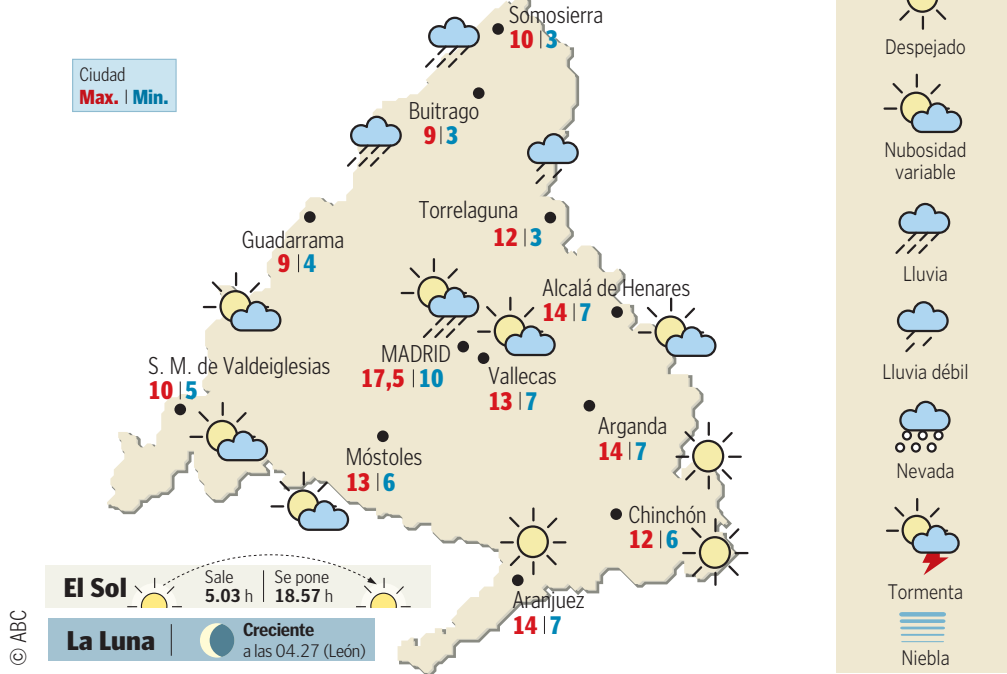 Somosierra
10 | 3
Ciudad
Max. | Min.
Buitrago
9 | 3
Torrelaguna
12 | 3
Guadarrama
9 | 4
Alcalá de Henares
14 | 7
MADRID
17,5 | 10
Vallecas
13 | 7
S. M. de Valdeiglesias
10 | 5
Arganda
14 | 7
Móstoles
13 | 6
Chinchón
12 | 6
Aranjuez
14 | 7
El Sol
Sale
5.03 h
Se pone
18.57 h
La Luna
Creciente
a las 04.27 (León)
© ABC
Despejado
Nubosidad
variable
Lluvia
Lluvia débil
Nevada
Tormenta
Niebla